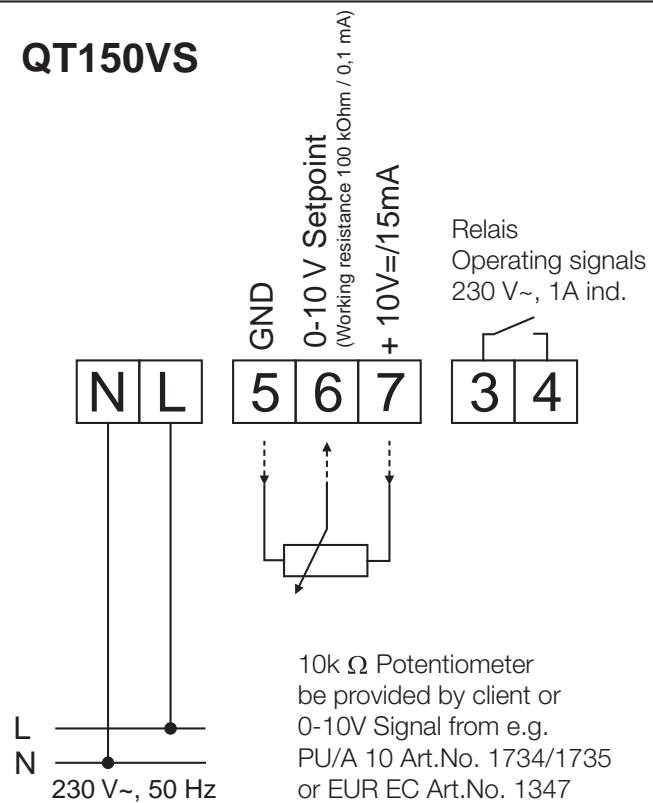 QT150VS
GND
0-10 V Setpoint
(Working resistance 100 kOhm / 0,1 mA)
+ 10V=/15mA
Relais
Operating signals
230 V~, 1A ind.
N L 5 6 7 3 4
10k Ω Potentiometer
be provided by client or
0-10V Signal from e.g.
PU/A 10 Art.No. 1734/1735
or EUR EC Art.No. 1347
L
N
230 V~, 50 Hz